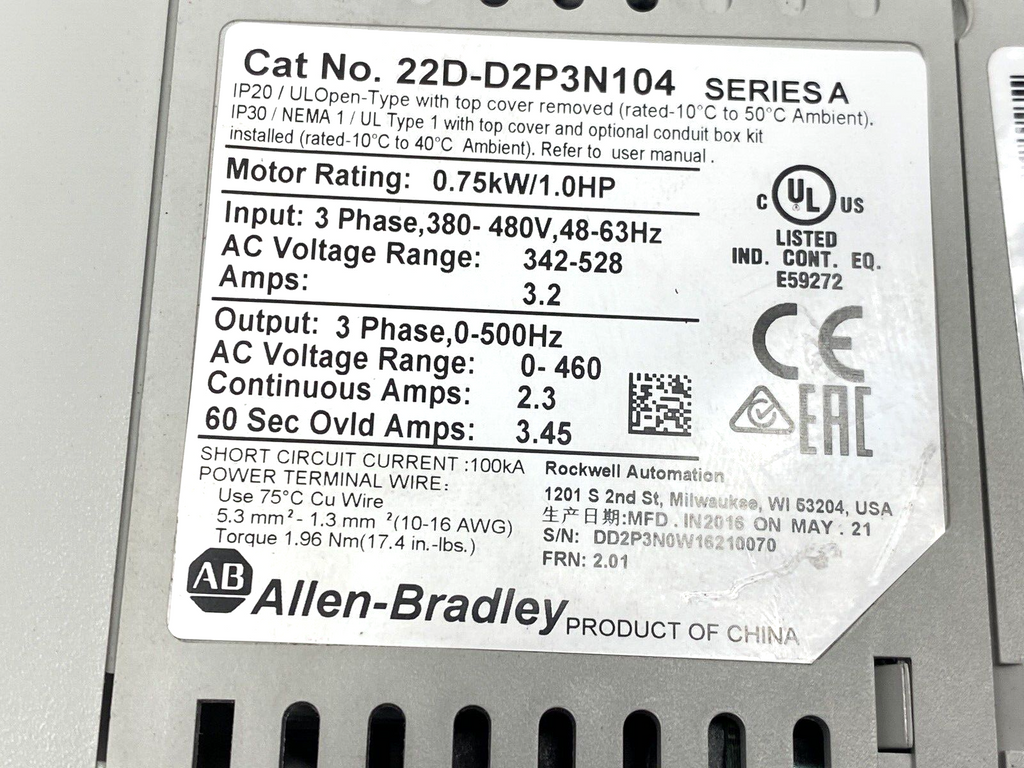 Cat No. 22D-D2P3N104 SERIES A
IP20 / ULOpen-Type with top cover removed (rated-10°C to 50°C Ambient).
IP30 / NEMA 1 / UL Type 1 with top cover and optional conduit box kit
installed (rated-10°C to 40°C Ambient). Refer to user manual.
Motor Rating: 0.75kW/1.0HP
Input: 3 Phase,380- 480V,48-63Hz
AC Voltage Range: 342-528
Amps: 3.2
Output: 3 Phase,0-500Hz
AC Voltage Range: 0- 460
Continuous Amps: 2.3
60 Sec Ovld Amps: 3.45
C UL® US
LISTED
IND. CONT. EQ.
E59272
CE
EAC
SHORT CIRCUIT CURRENT :100kA
POWER TERMINAL WIRE:
Use 75°C Cu Wire
5.3 mm²- 1.3 mm ²(10-16 AWG)
Torque 1.96 Nm(17.4 in.-lbs.)
Rockwell Automation
1201 S 2nd St, Milwaukee, WI 53204, USA
生产日期:MFD . IN2016 ON MAY . 21
S/N: DD2P3N0W16210070
FRN: 2.01
AB Allen-Bradley PRODUCT OF CHINA